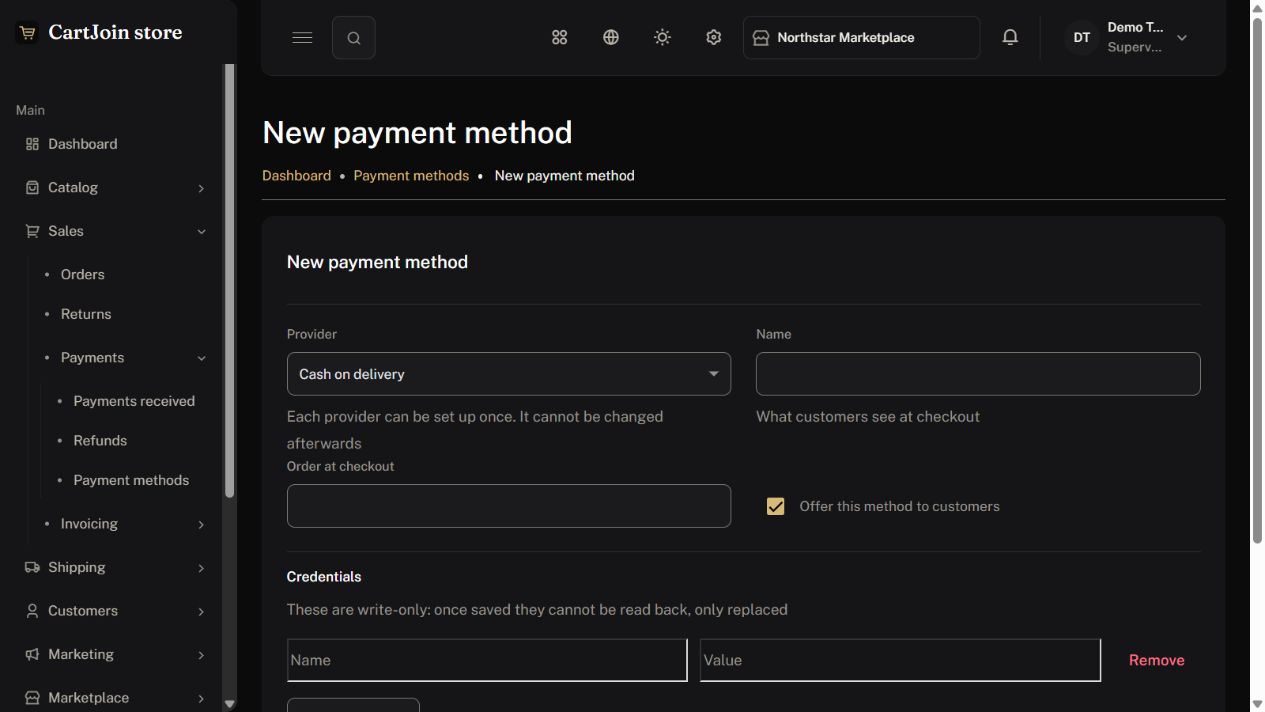 CartJoin store
Northstar Marketplace
DT
Demo T...
Superv...
Main
Dashboard
Catalog
Sales
Orders
Returns
Payments
Payments received
Refunds
Payment methods
Invoicing
Shipping
Customers
Marketing
Marketplace
New payment method
Dashboard • Payment methods • New payment method
New payment method
Provider
Name
Cash on delivery
Each provider can be set up once. It cannot be changed
afterwards
What customers see at checkout
Order at checkout
Offer this method to customers
Credentials
These are write-only: once saved they cannot be read back, only replaced
Name
Value
Remove